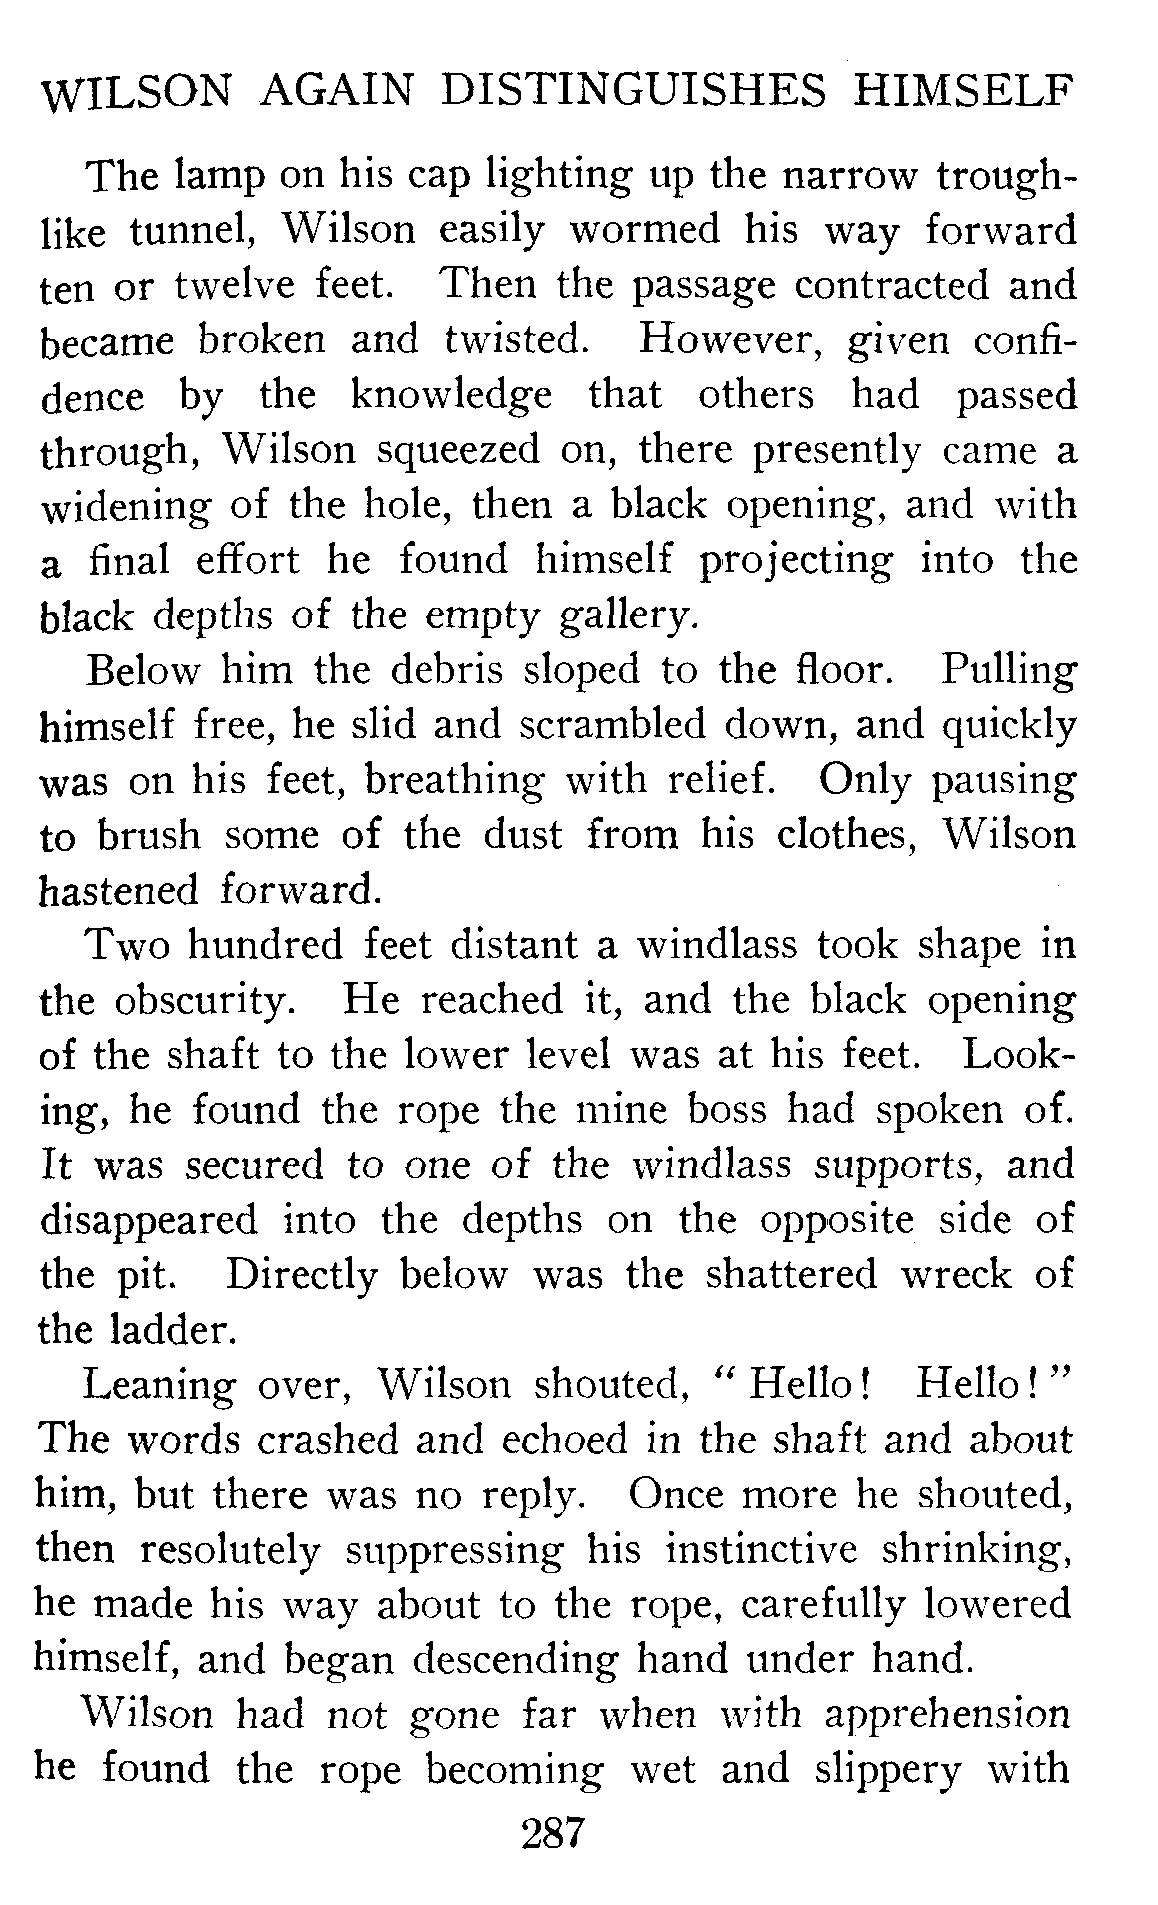 WILSON AGAIN DISTINGUISHES HIMSELF
The lamp on his cap lighting up the narrow trough-
like tunnel, Wilson easily wormed his way forward
ten or twelve feet. Then the passage contracted and
became broken and twisted. However, given confi-
dence by the knowledge that others had passed
through, Wilson squeezed on, there presently came a
widening of the hole, then a black opening, and with
a final effort he found himself projecting into the
black depths of the empty gallery.
Below him the debris sloped to the floor. Pulling
himself free, he slid and scrambled down, and quickly
was on his feet, breathing with relief. Only pausing
to brush some of the dust from his clothes, Wilson
hastened forward.
Two hundred feet distant a windlass took shape in
the obscurity. He reached it, and the black opening
of the shaft to the lower level was at his feet. Look-
ing, he found the rope the mine boss had spoken of.
It was secured to one of the windlass supports, and
disappeared into the depths on the opposite side of
the pit. Directly below was the shattered wreck of
the ladder.
Leaning over, Wilson shouted, “ Hello! Hello! ”
The words crashed and echoed in the shaft and about
him, but there was no reply. Once more he shouted,
then resolutely suppressing his instinctive shrinking,
he made his way about to the rope, carefully lowered
himself, and began descending hand under hand.
Wilson had not gone far when with apprehension
he found the rope becoming wet and slippery with
287